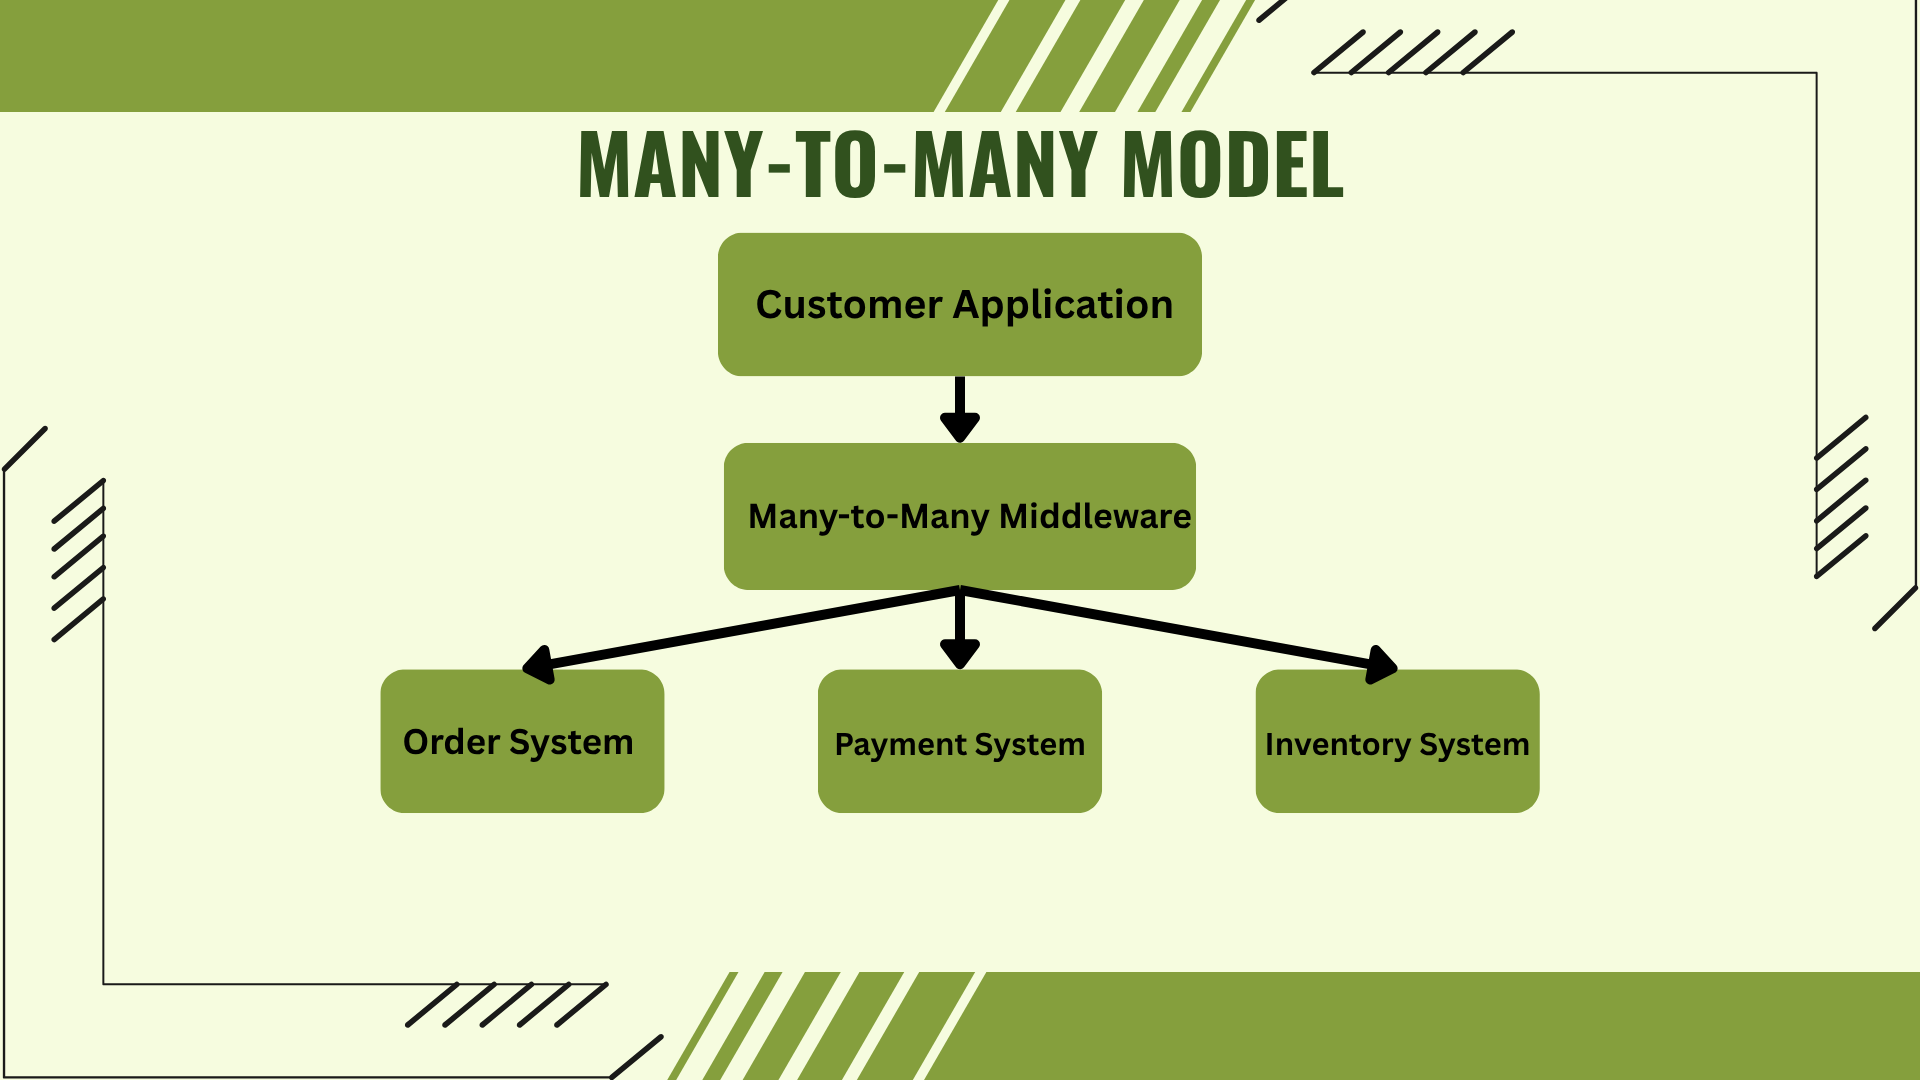 MANY-TO-MANY MODEL
Customer Application
Many-to-Many Middleware
Order System
Payment System
Inventory System